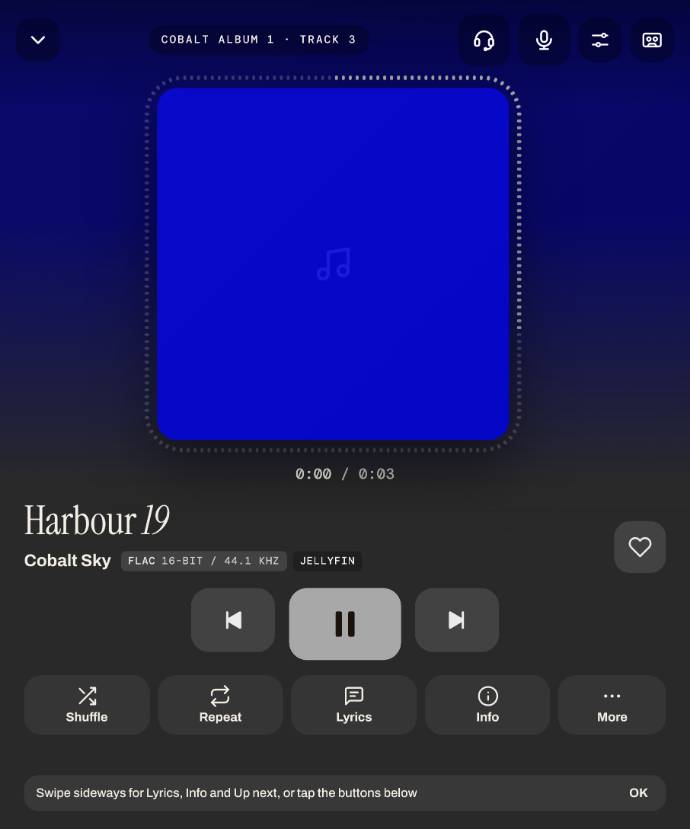 COBALT ALBUM 1 · TRACK 3
0:00 / 0:03
Harbour 19
Cobalt Sky FLAC 16-BIT / 44.1 KHZ JELLYFIN
Shuffle Repeat Lyrics Info More
Swipe sideways for Lyrics, Info and Up next, or tap the buttons below OK